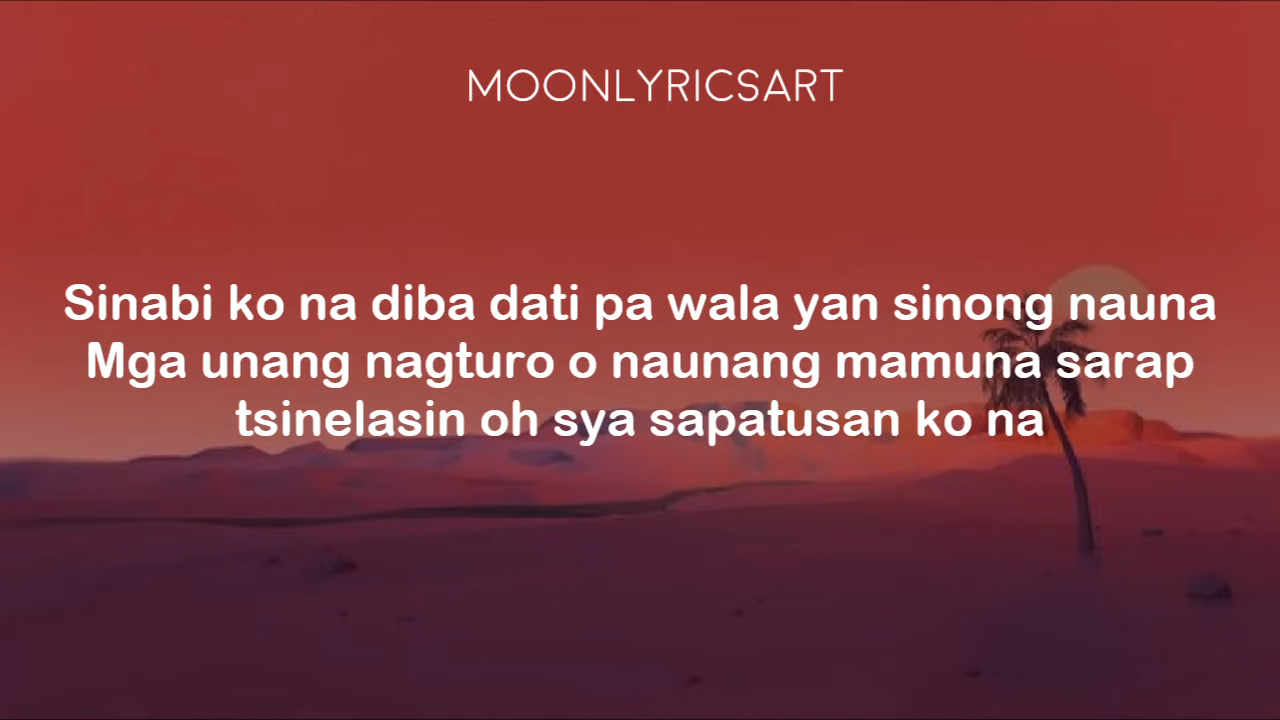 MOONLYRICSART
Sinabi ko na diba dati pa wala yan sinong nauna
Mga unang nagturo o naunang mamuna sarap
tsinelasin oh sya sapatusan ko na